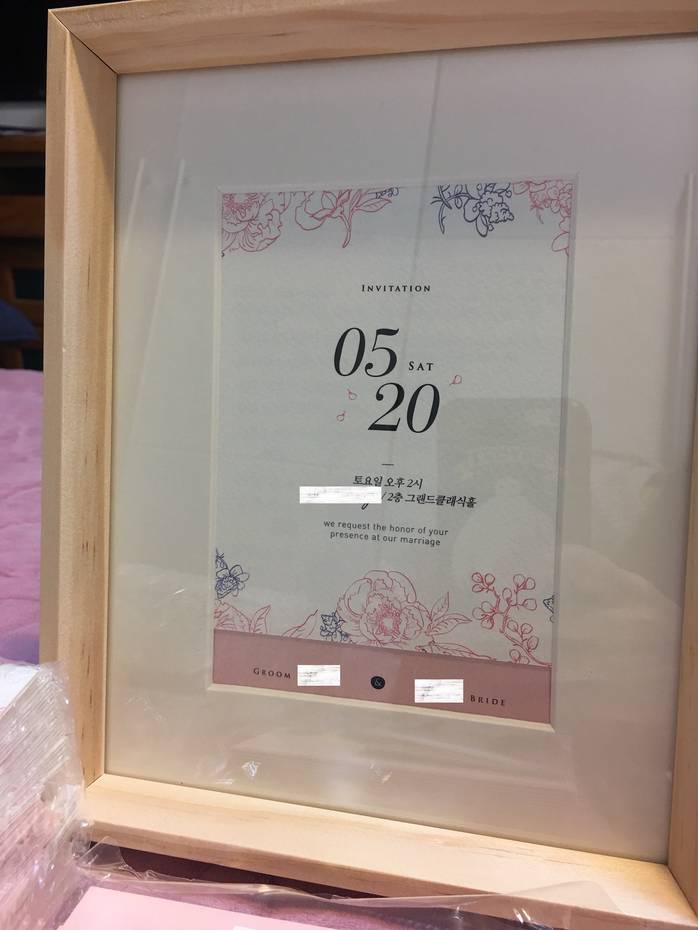 INVITATION
05 SAT
20
토요일 오후 2시
/ 2층 그랜드클래식홀
we request the honor of your
presence at our marriage
GROOM & BRIDE